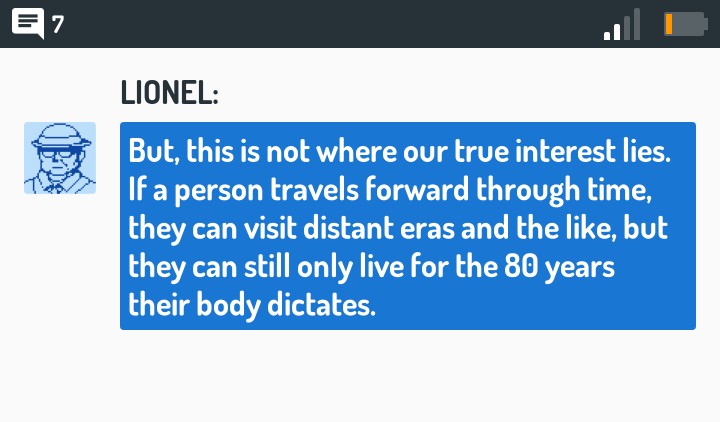 7
LIONEL:
But, this is not where our true interest lies.
If a person travels forward through time,
they can visit distant eras and the like, but
they can still only live for the 80 years
their body dictates.